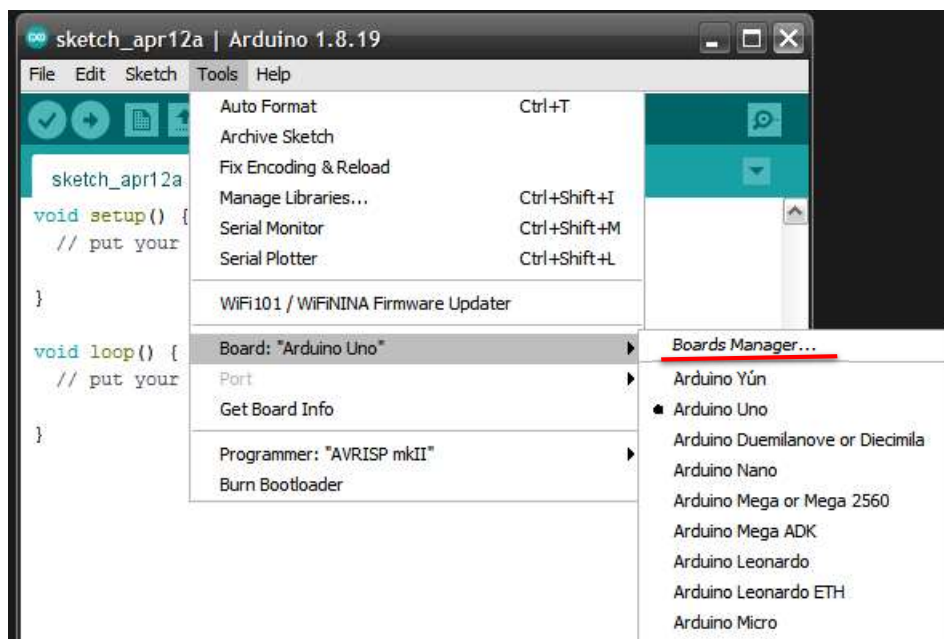 sketch_apr12a | Arduino 1.8.19
File Edit Sketch Tools Help
Auto Format Ctrl+T
Archive Sketch
Fix Encoding & Reload
Manage Libraries... Ctrl+Shift+I
Serial Monitor Ctrl+Shift+M
Serial Plotter Ctrl+Shift+L
WiFi101 / WiFiNINA Firmware Updater
Board: "Arduino Uno"
Port
Get Board Info
Programmer: "AVRISP mkII"
Burn Bootloader
sketch_apr12a
void setup() {
// put your
}
void loop() {
// put your
}
Boards Manager...
Arduino Yún
Arduino Uno
Arduino Duemilanove or Diecimila
Arduino Nano
Arduino Mega or Mega 2560
Arduino Mega ADK
Arduino Leonardo
Arduino Leonardo ETH
Arduino Micro